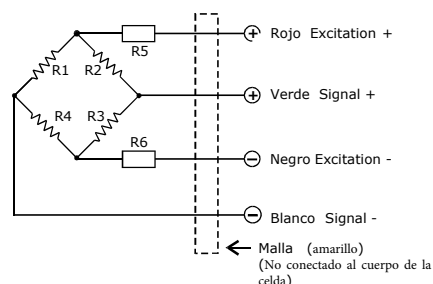 R5
Rojo Excitation +
R1
R2
Verde Signal +
R4
R3
R6
Negro Excitation -
Blanco Signal -
Malla (amarillo)
(No conectado al cuerpo de la
celda)